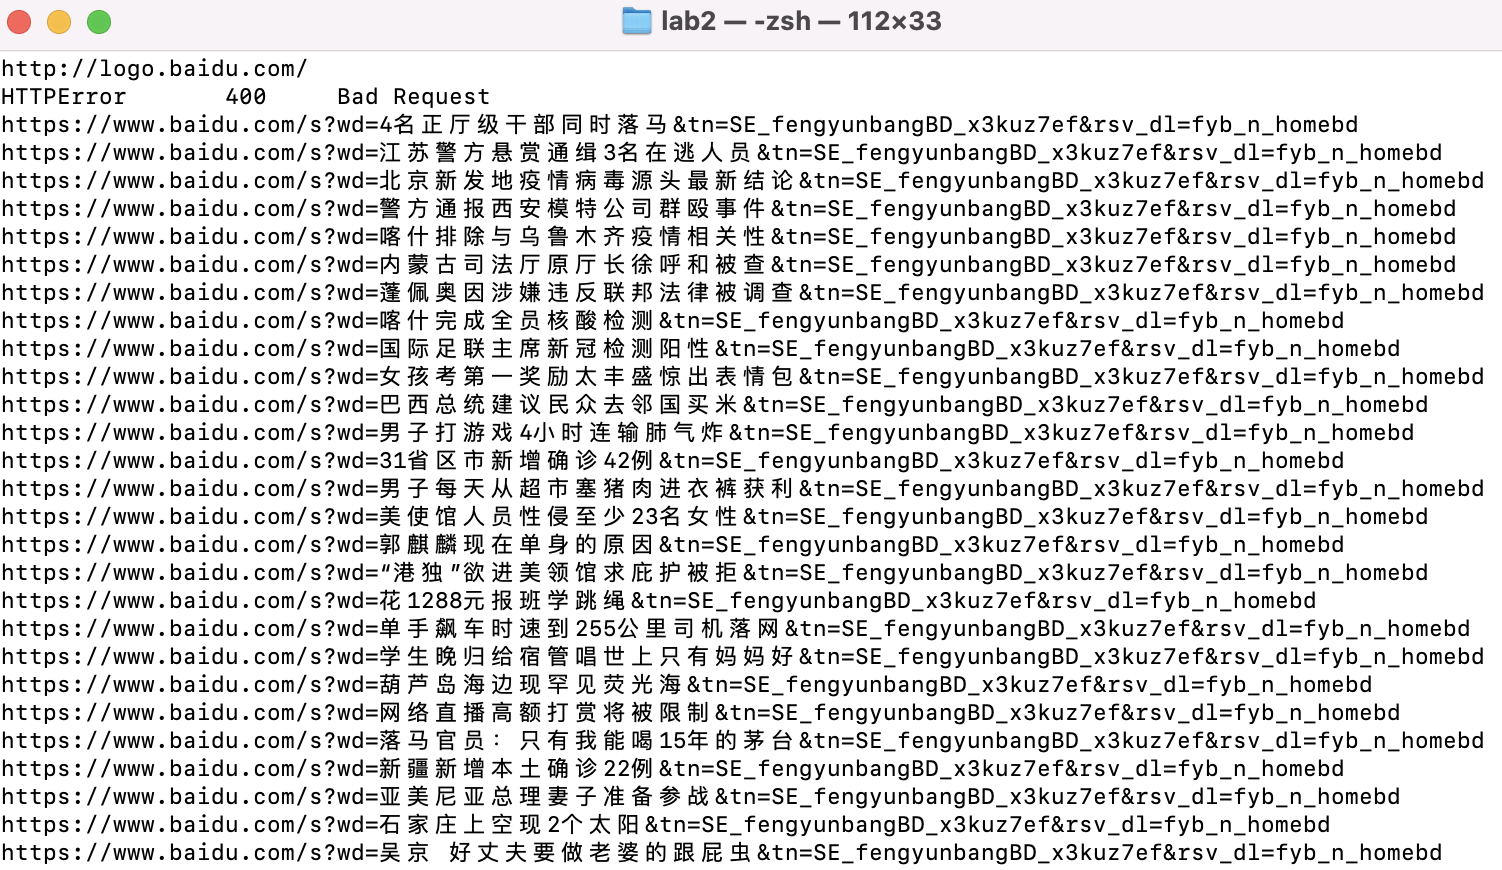 lab2 — -zsh — 112×33
http://logo.baidu.com/
HTTPError       400     Bad Request
https://www.baidu.com/s?wd=4名正厅级干部同时落马&tn=SE_fengyunbangBD_x3kuz7ef&rsv_dl=fyb_n_homebd
https://www.baidu.com/s?wd=江苏警方悬赏通缉3名在逃人员&tn=SE_fengyunbangBD_x3kuz7ef&rsv_dl=fyb_n_homebd
https://www.baidu.com/s?wd=北京新发地疫情病毒源头最新结论&tn=SE_fengyunbangBD_x3kuz7ef&rsv_dl=fyb_n_homebd
https://www.baidu.com/s?wd=警方通报西安模特公司群殴事件&tn=SE_fengyunbangBD_x3kuz7ef&rsv_dl=fyb_n_homebd
https://www.baidu.com/s?wd=喀什排除与乌鲁木齐疫情相关性&tn=SE_fengyunbangBD_x3kuz7ef&rsv_dl=fyb_n_homebd
https://www.baidu.com/s?wd=内蒙古司法厅原厅长徐呼和被查&tn=SE_fengyunbangBD_x3kuz7ef&rsv_dl=fyb_n_homebd
https://www.baidu.com/s?wd=蓬佩奥因涉嫌违反联邦法律被调查&tn=SE_fengyunbangBD_x3kuz7ef&rsv_dl=fyb_n_homebd
https://www.baidu.com/s?wd=喀什完成全员核酸检测&tn=SE_fengyunbangBD_x3kuz7ef&rsv_dl=fyb_n_homebd
https://www.baidu.com/s?wd=国际足联主席新冠检测阳性&tn=SE_fengyunbangBD_x3kuz7ef&rsv_dl=fyb_n_homebd
https://www.baidu.com/s?wd=女孩考第一奖励太丰盛惊出表情包&tn=SE_fengyunbangBD_x3kuz7ef&rsv_dl=fyb_n_homebd
https://www.baidu.com/s?wd=巴西总统建议民众去邻国买米&tn=SE_fengyunbangBD_x3kuz7ef&rsv_dl=fyb_n_homebd
https://www.baidu.com/s?wd=男子打游戏4小时连输肺气炸&tn=SE_fengyunbangBD_x3kuz7ef&rsv_dl=fyb_n_homebd
https://www.baidu.com/s?wd=31省区市新增确诊42例&tn=SE_fengyunbangBD_x3kuz7ef&rsv_dl=fyb_n_homebd
https://www.baidu.com/s?wd=男子每天从超市塞猪肉进衣裤获利&tn=SE_fengyunbangBD_x3kuz7ef&rsv_dl=fyb_n_homebd
https://www.baidu.com/s?wd=美使馆人员性侵至少23名女性&tn=SE_fengyunbangBD_x3kuz7ef&rsv_dl=fyb_n_homebd
https://www.baidu.com/s?wd=郭麒麟现在单身的原因&tn=SE_fengyunbangBD_x3kuz7ef&rsv_dl=fyb_n_homebd
https://www.baidu.com/s?wd=“港独”欲进美领馆求庇护被拒&tn=SE_fengyunbangBD_x3kuz7ef&rsv_dl=fyb_n_homebd
https://www.baidu.com/s?wd=花1288元报班学跳绳&tn=SE_fengyunbangBD_x3kuz7ef&rsv_dl=fyb_n_homebd
https://www.baidu.com/s?wd=单手飙车时速到255公里司机落网&tn=SE_fengyunbangBD_x3kuz7ef&rsv_dl=fyb_n_homebd
https://www.baidu.com/s?wd=学生晚归给宿管唱世上只有妈妈好&tn=SE_fengyunbangBD_x3kuz7ef&rsv_dl=fyb_n_homebd
https://www.baidu.com/s?wd=葫芦岛海边现罕见荧光海&tn=SE_fengyunbangBD_x3kuz7ef&rsv_dl=fyb_n_homebd
https://www.baidu.com/s?wd=网络直播高额打赏将被限制&tn=SE_fengyunbangBD_x3kuz7ef&rsv_dl=fyb_n_homebd
https://www.baidu.com/s?wd=落马官员：只有我能喝15年的茅台&tn=SE_fengyunbangBD_x3kuz7ef&rsv_dl=fyb_n_homebd
https://www.baidu.com/s?wd=新疆新增本土确诊22例&tn=SE_fengyunbangBD_x3kuz7ef&rsv_dl=fyb_n_homebd
https://www.baidu.com/s?wd=亚美尼亚总理妻子准备参战&tn=SE_fengyunbangBD_x3kuz7ef&rsv_dl=fyb_n_homebd
https://www.baidu.com/s?wd=石家庄上空现2个太阳&tn=SE_fengyunbangBD_x3kuz7ef&rsv_dl=fyb_n_homebd
https://www.baidu.com/s?wd=吴京 好丈夫要做老婆的跟屁虫&tn=SE_fengyunbangBD_x3kuz7ef&rsv_dl=fyb_n_homebd